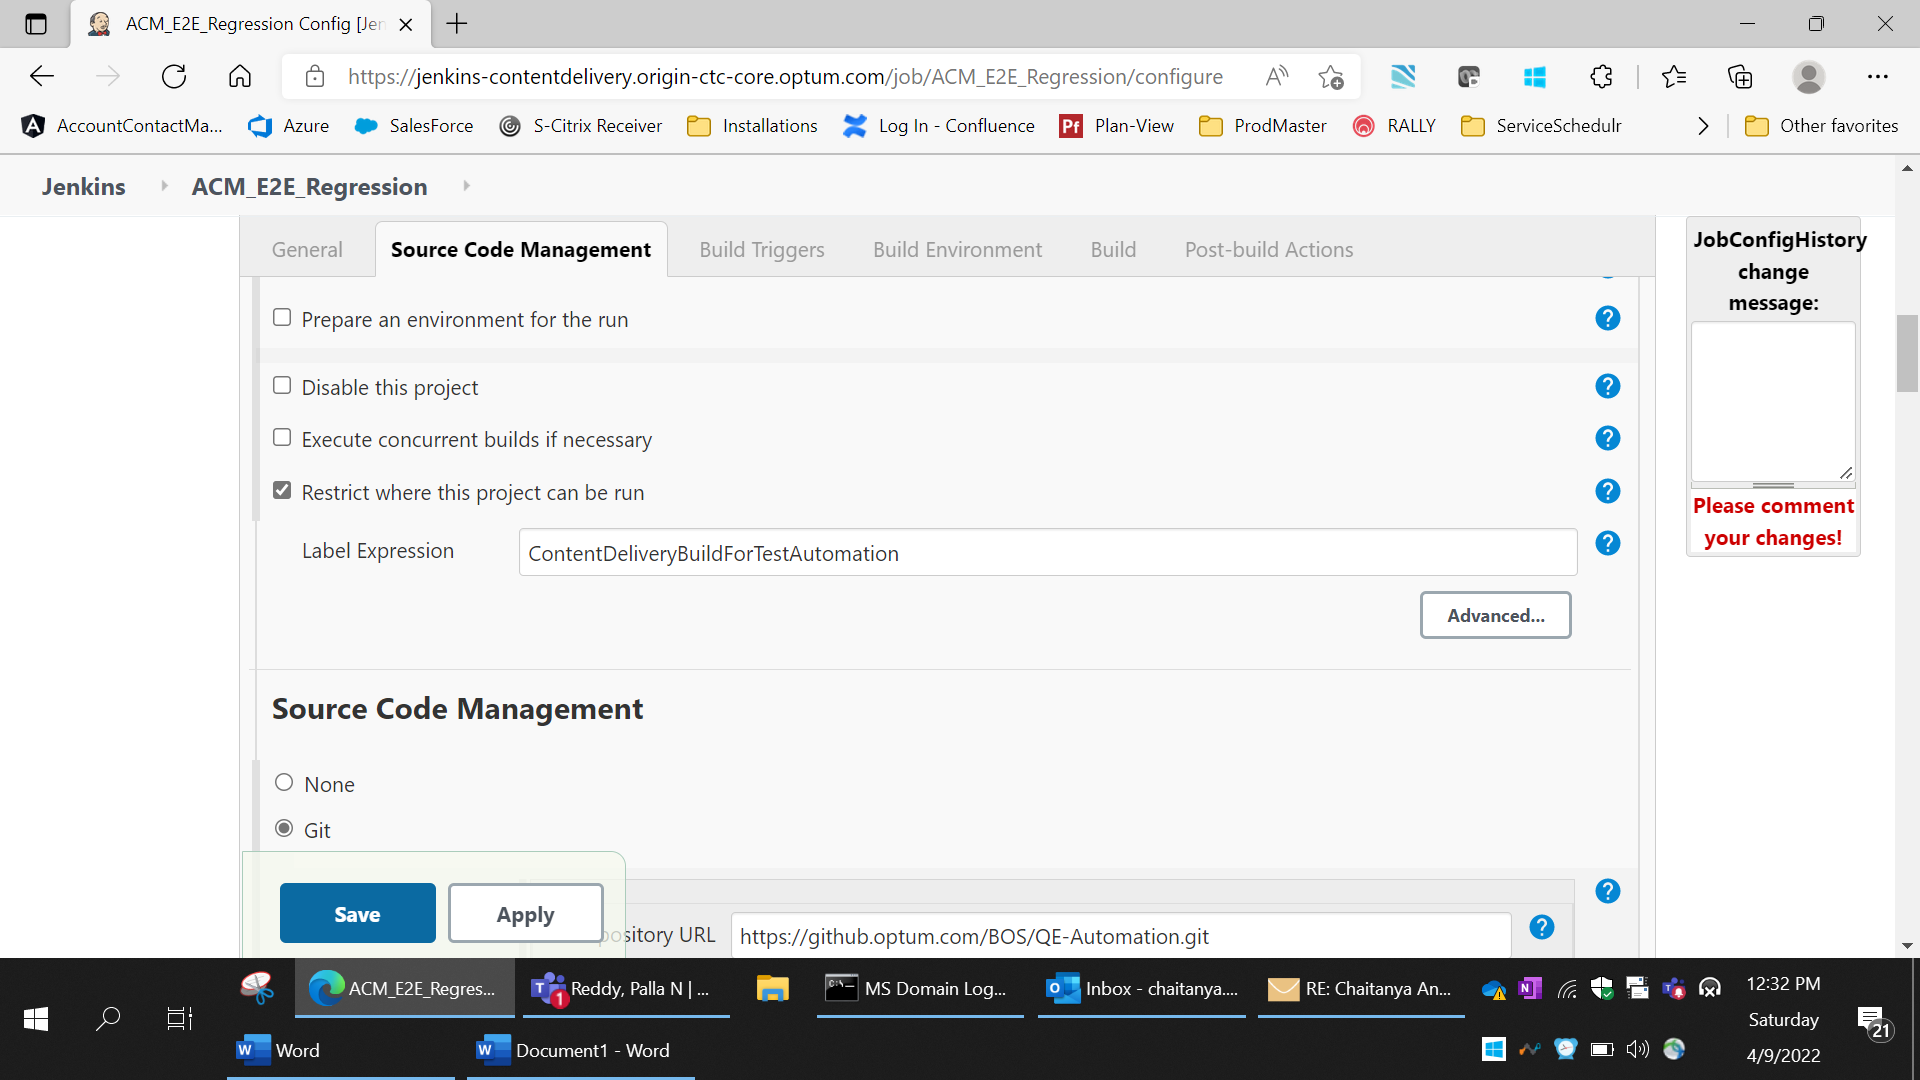 ACM_E2E_Regression Config [Jen
https://jenkins-contentdelivery.origin-ctc-core.optum.com/job/ACM_E2E_Regression/configure
AccountContactMa... Azure SalesForce S-Citrix Receiver Installations Log In - Confluence Pf Plan-View ProdMaster RALLY ServiceSchedulr Other favorites
Jenkins ACM_E2E_Regression
General Source Code Management Build Triggers Build Environment Build Post-build Actions
JobConfigHistory
change
message:
Please comment
your changes!
Prepare an environment for the run ?
Disable this project ?
Execute concurrent builds if necessary ?
Restrict where this project can be run ?
Label Expression ContentDeliveryBuildForTestAutomation ?
Advanced...
Source Code Management
None
Git
?
Save Apply
pository URL https://github.optum.com/BOS/QE-Automation.git ?
ACM_E2E_Regres... 1 Reddy, Palla N | ... MS Domain Log... Inbox - chaitanya.... RE: Chaitanya An...
Word Document1 - Word
12:32 PM
Saturday
4/9/2022
21